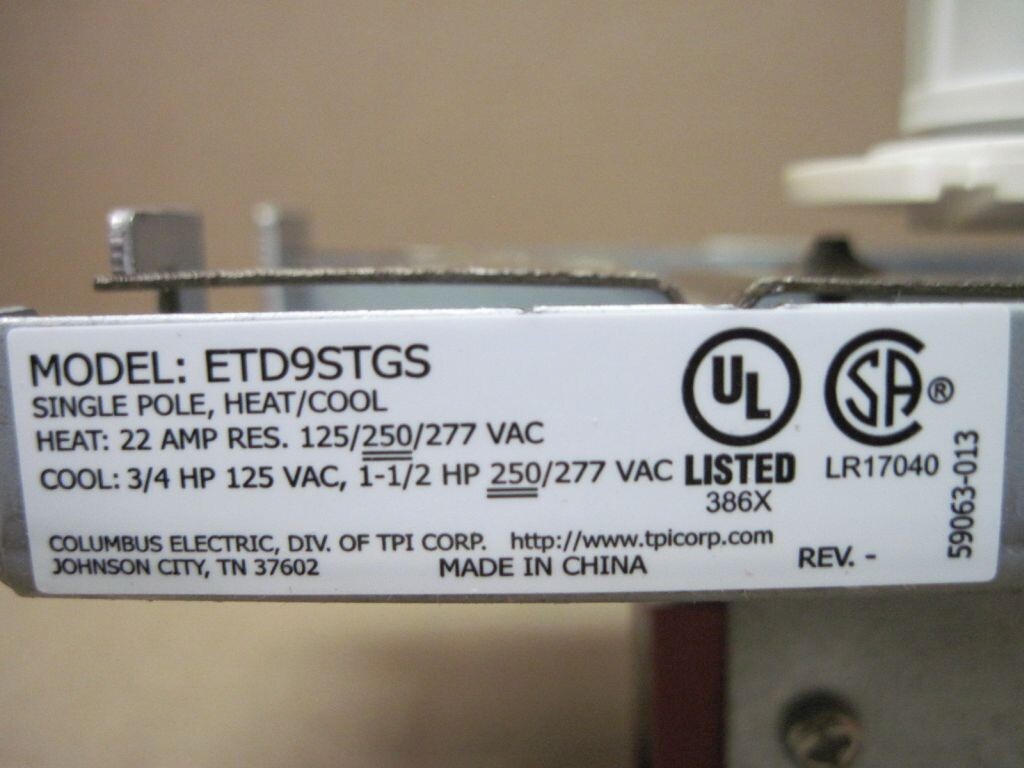 MODEL: ETD9STGS
SINGLE POLE, HEAT/COOL
HEAT: 22 AMP RES. 125/250/277 VAC
COOL: 3/4 HP 125 VAC, 1-1/2 HP 250/277 VAC
UL
LISTED
386X
SA ®
LR17040
59063-013
COLUMBUS ELECTRIC, DIV. OF TPI CORP. http://www.tpicorp.com
JOHNSON CITY, TN 37602 MADE IN CHINA REV. -